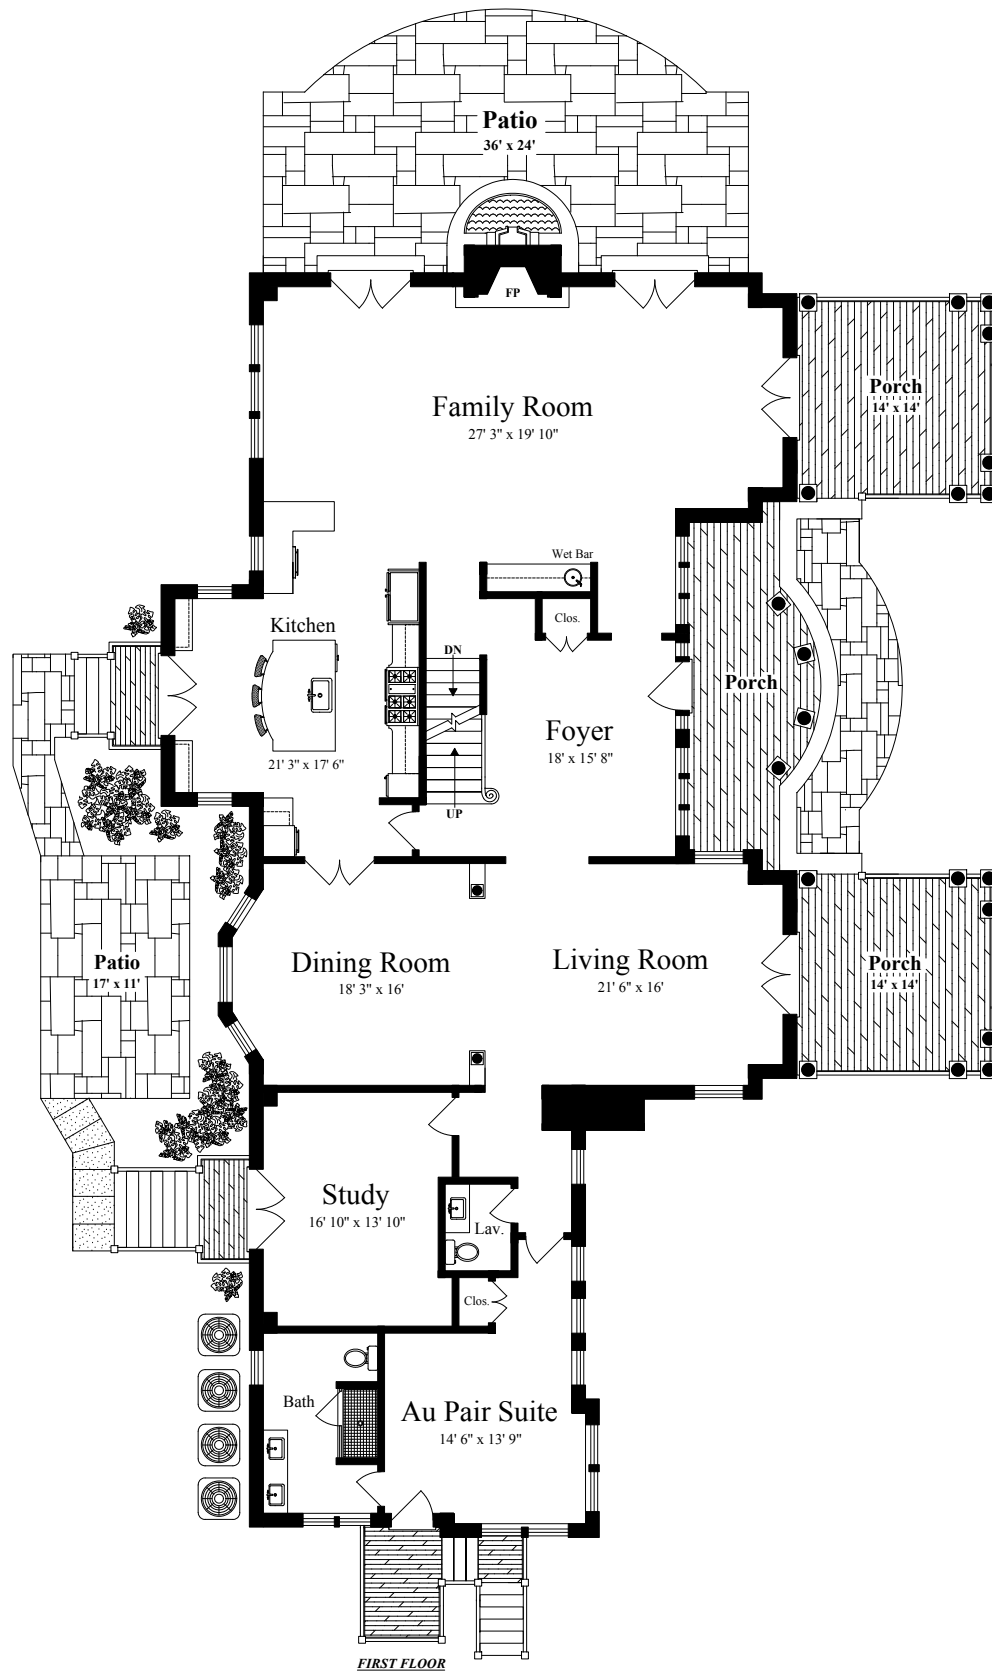 Patio
36' x 24'
FP
Family Room
27' 3" x 19' 10"
Porch
14' x 14'
Wet Bar
Clos.
Kitchen
21' 3" x 17' 6"
DN
UP
Foyer
18' x 15' 8"
Porch
Patio
17' x 11'
Dining Room
18' 3" x 16'
Living Room
21' 6" x 16'
Porch
14' x 14'
Study
16' 10" x 13' 10"
Lav.
Clos.
Bath
Au Pair Suite
14' 6" x 13' 9"
FIRST FLOOR